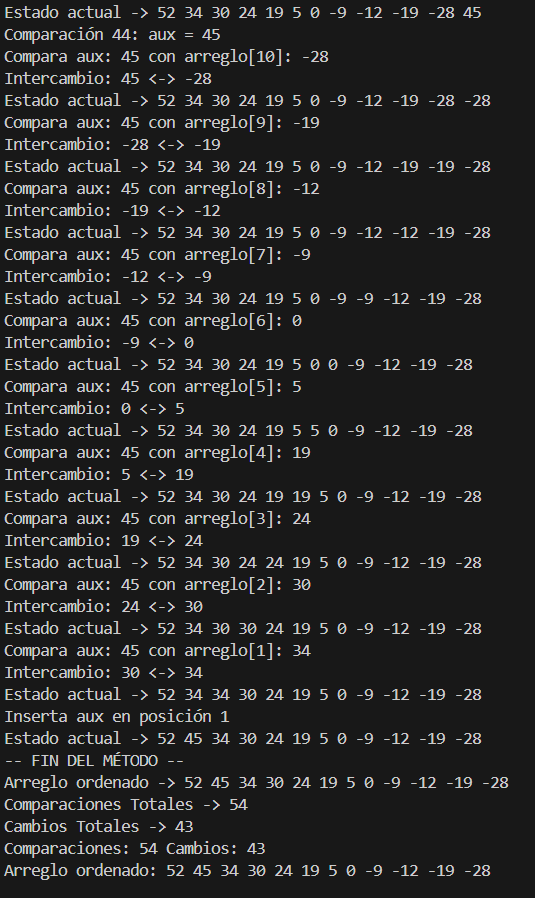 Estado actual -> 52 34 30 24 19 5 0 -9 -12 -19 -28 45
Comparación 44: aux = 45
Compara aux: 45 con arreglo[10]: -28
Intercambio: 45 <-> -28
Estado actual -> 52 34 30 24 19 5 0 -9 -12 -19 -28 -28
Compara aux: 45 con arreglo[9]: -19
Intercambio: -28 <-> -19
Estado actual -> 52 34 30 24 19 5 0 -9 -12 -19 -19 -28
Compara aux: 45 con arreglo[8]: -12
Intercambio: -19 <-> -12
Estado actual -> 52 34 30 24 19 5 0 -9 -12 -12 -19 -28
Compara aux: 45 con arreglo[7]: -9
Intercambio: -12 <-> -9
Estado actual -> 52 34 30 24 19 5 0 -9 -9 -12 -19 -28
Compara aux: 45 con arreglo[6]: 0
Intercambio: -9 <-> 0
Estado actual -> 52 34 30 24 19 5 0 0 -9 -12 -19 -28
Compara aux: 45 con arreglo[5]: 5
Intercambio: 0 <-> 5
Estado actual -> 52 34 30 24 19 5 5 0 -9 -12 -19 -28
Compara aux: 45 con arreglo[4]: 19
Intercambio: 5 <-> 19
Estado actual -> 52 34 30 24 19 19 5 0 -9 -12 -19 -28
Compara aux: 45 con arreglo[3]: 24
Intercambio: 19 <-> 24
Estado actual -> 52 34 30 24 24 19 5 0 -9 -12 -19 -28
Compara aux: 45 con arreglo[2]: 30
Intercambio: 24 <-> 30
Estado actual -> 52 34 30 30 24 19 5 0 -9 -12 -19 -28
Compara aux: 45 con arreglo[1]: 34
Intercambio: 30 <-> 34
Estado actual -> 52 34 34 30 24 19 5 0 -9 -12 -19 -28
Inserta aux en posición 1
Estado actual -> 52 45 34 30 24 19 5 0 -9 -12 -19 -28
-- FIN DEL MÉTODO --
Arreglo ordenado -> 52 45 34 30 24 19 5 0 -9 -12 -19 -28
Comparaciones Totales -> 54
Cambios Totales -> 43
Comparaciones: 54 Cambios: 43
Arreglo ordenado: 52 45 34 30 24 19 5 0 -9 -12 -19 -28